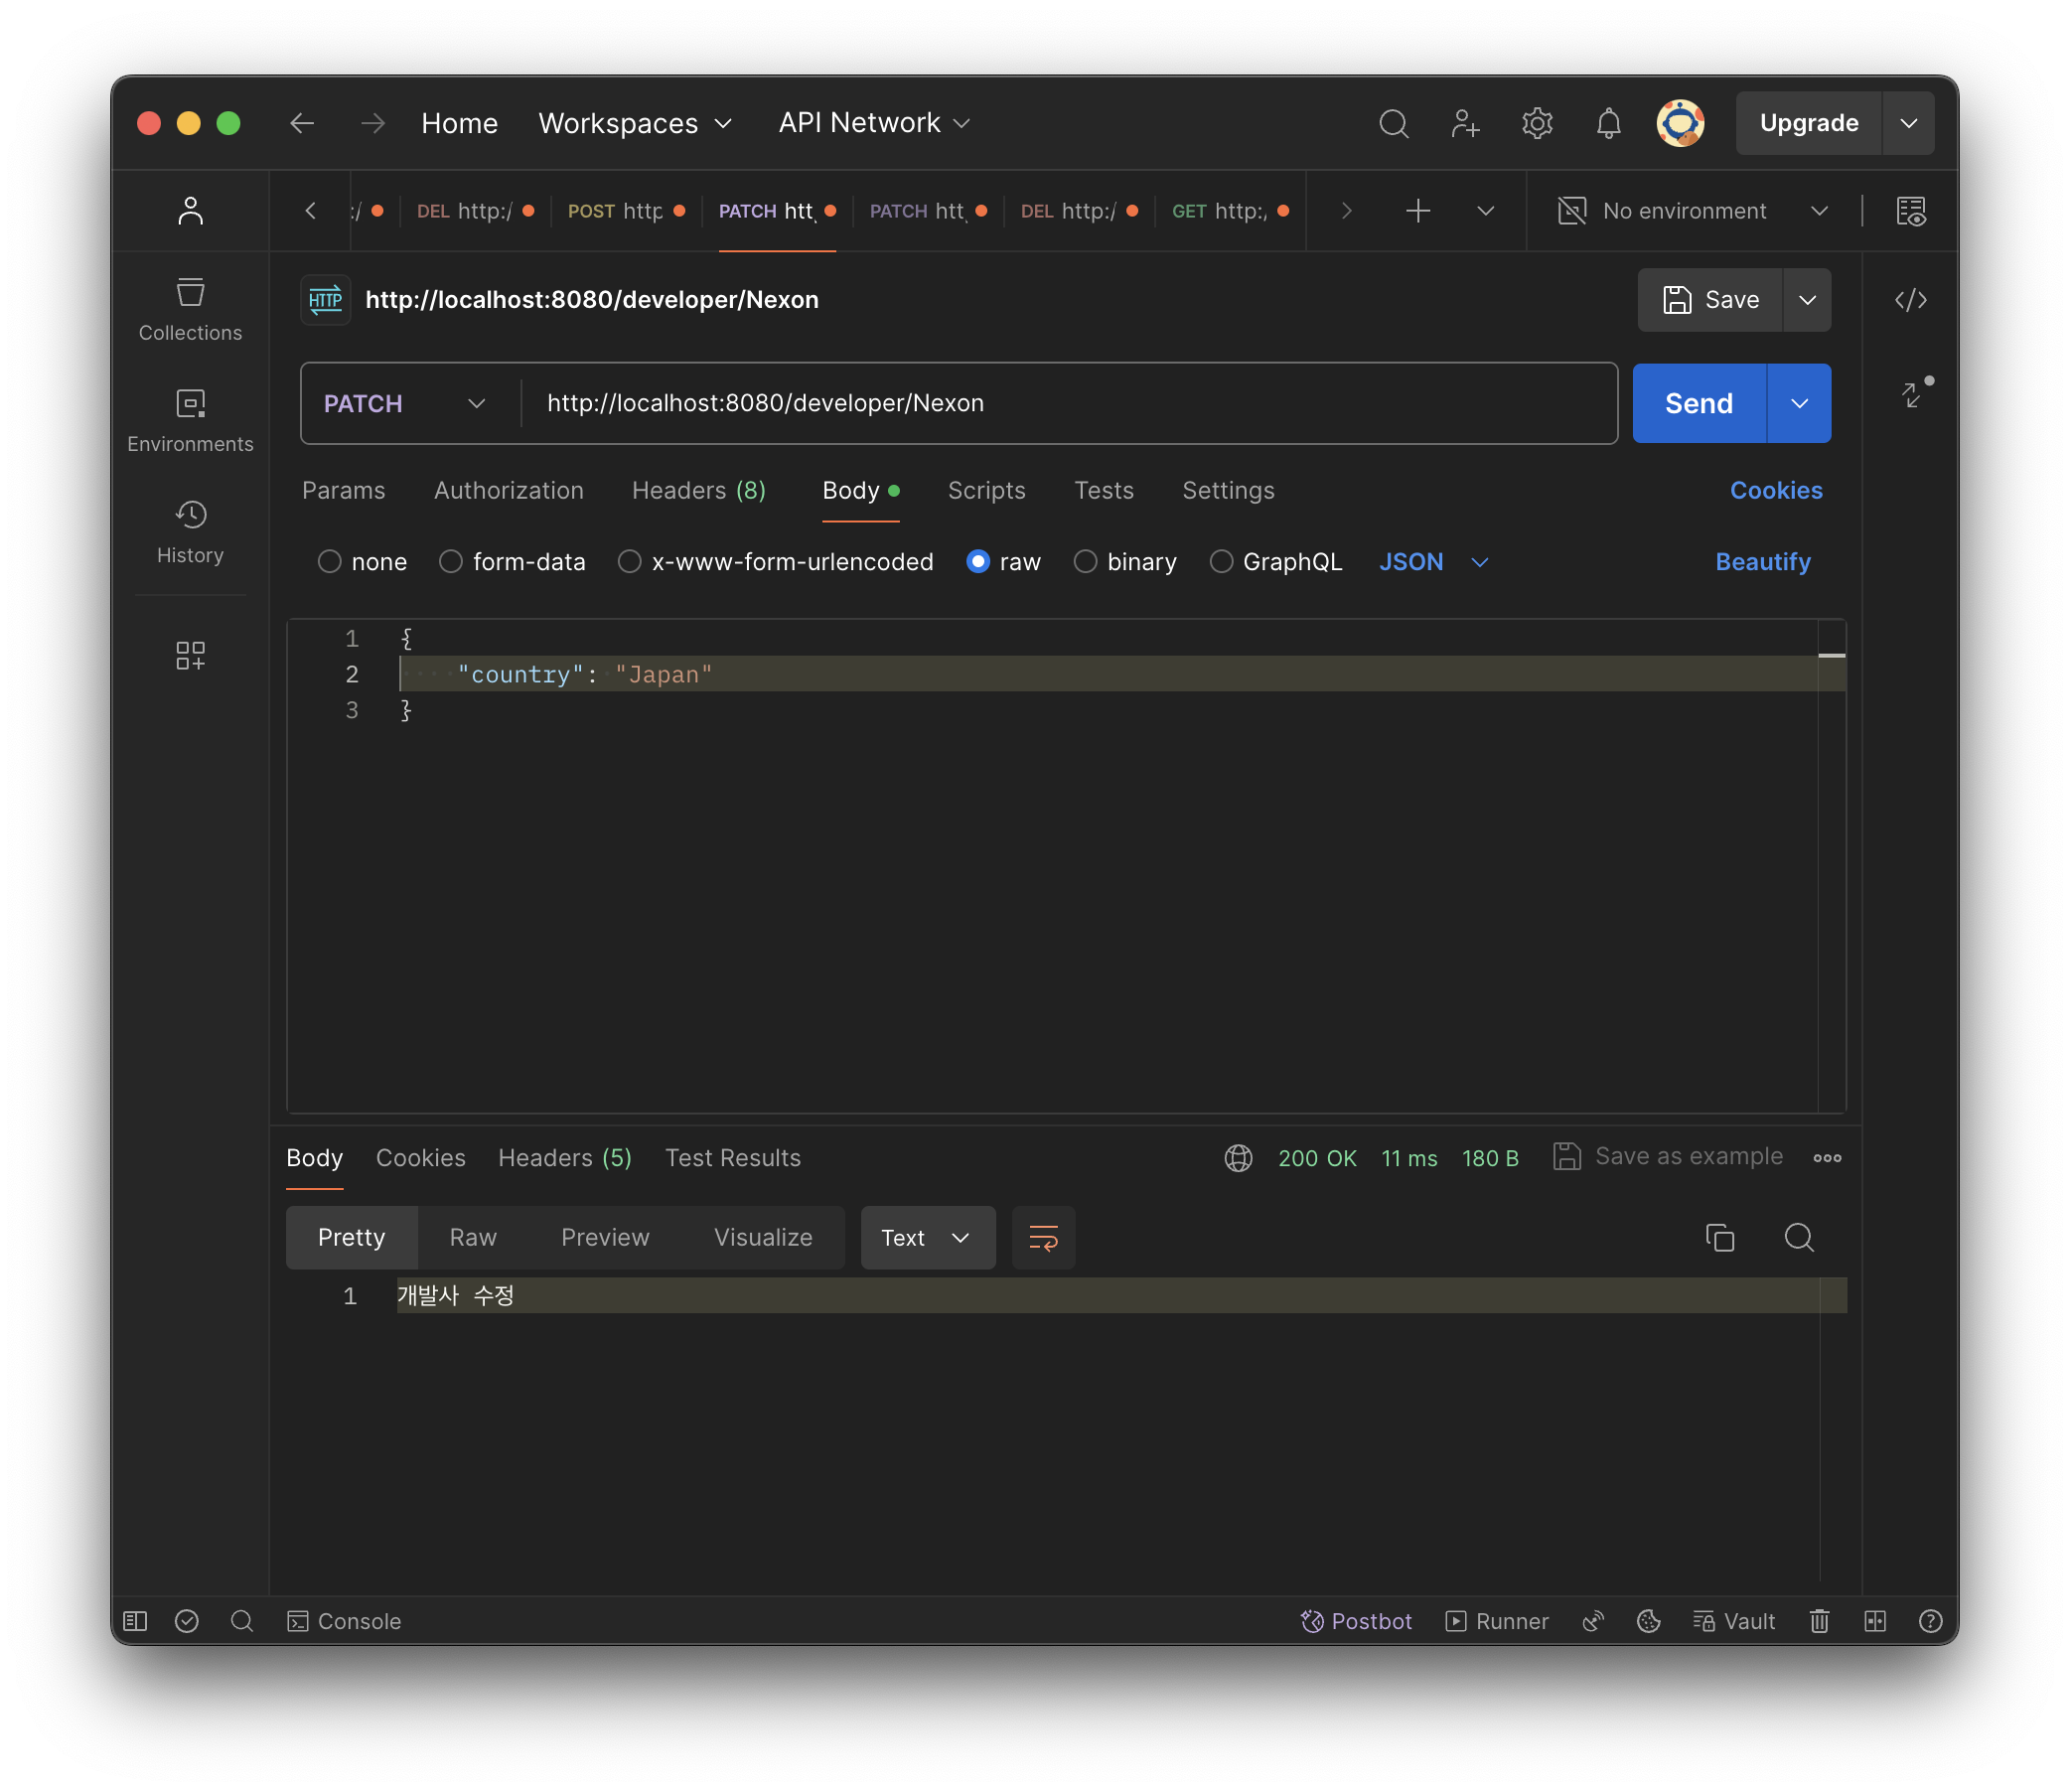 Home Workspaces API Network Upgrade
:/ DEL http:/ POST http PATCH htt PATCH htt DEL http:/ GET http:/ No environment
HTTP http://localhost:8080/developer/Nexon Save
PATCH http://localhost:8080/developer/Nexon Send
Collections
Environments
History
Params Authorization Headers (8) Body Scripts Tests Settings Cookies
none form-data x-www-form-urlencoded raw binary GraphQL JSON Beautify
1 {
2 "country": "Japan"
3 }
Body Cookies Headers (5) Test Results 200 OK 11 ms 180 B Save as example
Pretty Raw Preview Visualize Text
1 개발사 수정
Console Postbot Runner Vault